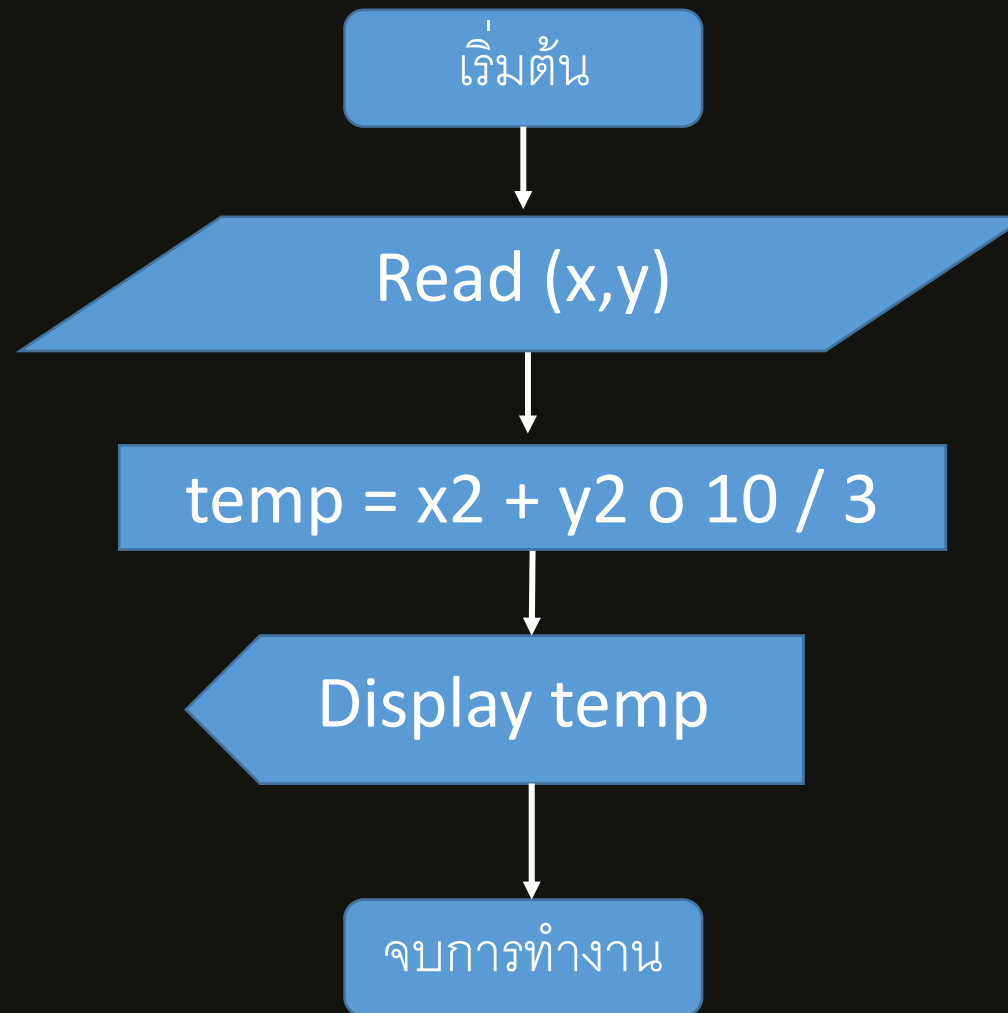 เริ่มต้น
Read (x,y)
temp = x2 + y2 o 10 / 3
Display temp
จบการทำงาน